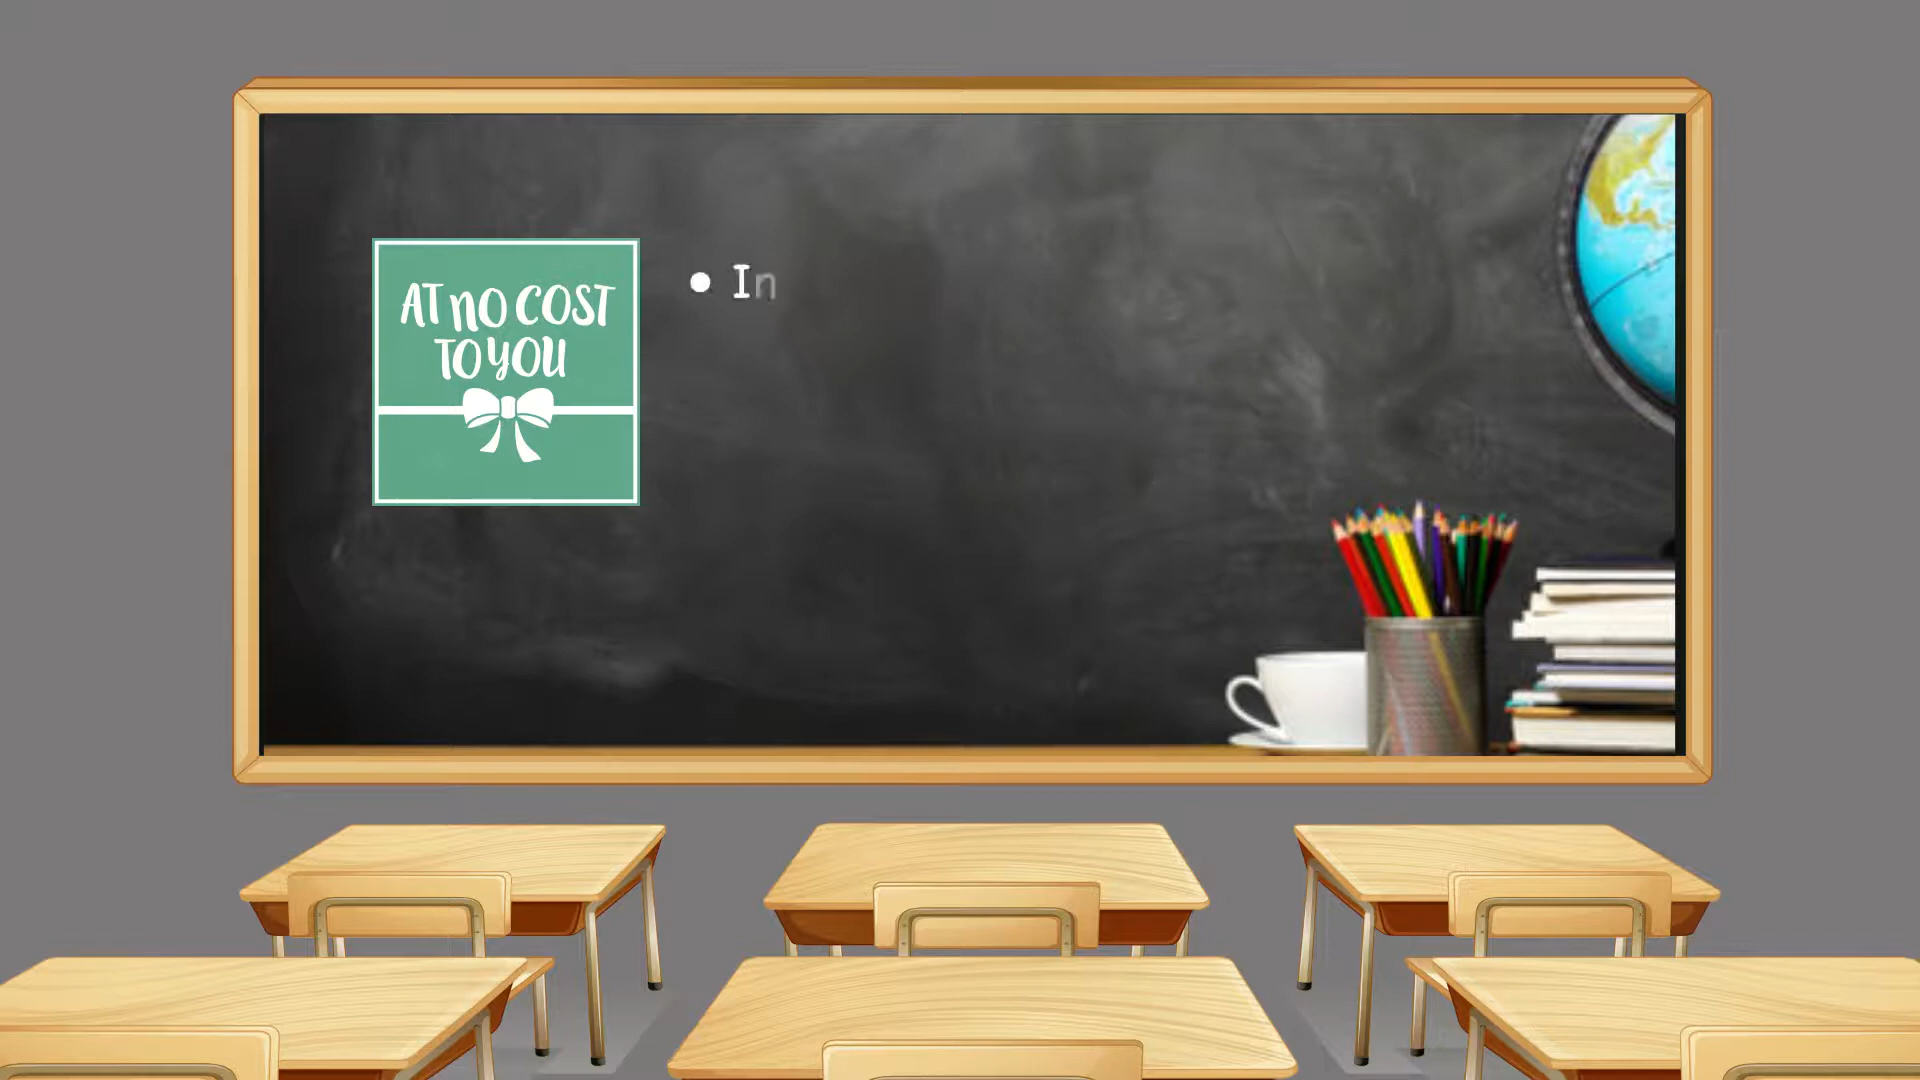 AT nO COST
TO yOU
• In